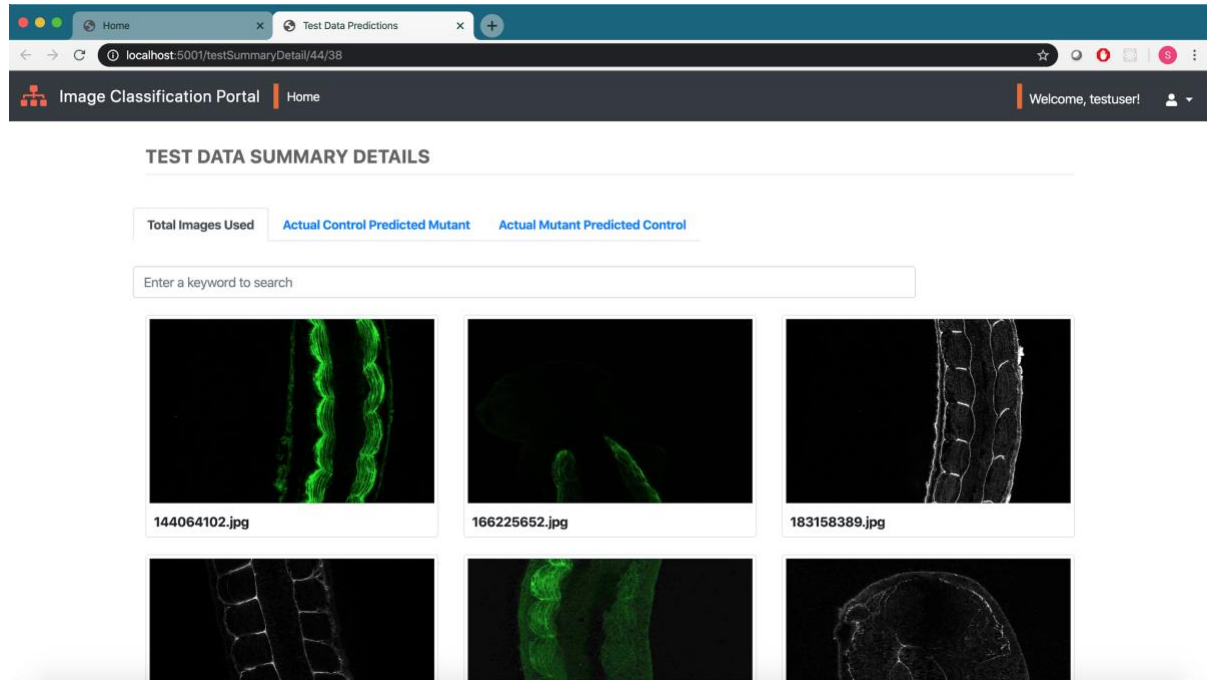 Home
Test Data Predictions
localhost:5001/testSummaryDetail/44/38
S
Image Classification Portal
Home
Welcome, testuser!
TEST DATA SUMMARY DETAILS
Total Images Used
Actual Control Predicted Mutant
Actual Mutant Predicted Control
Enter a keyword to search
144064102.jpg
166225652.jpg
183158389.jpg